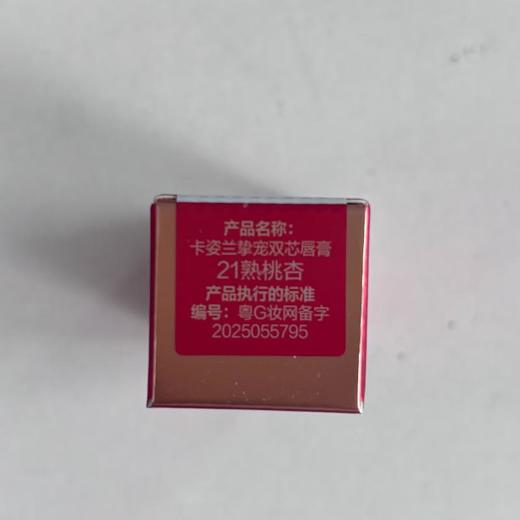 产品名称：
卡姿兰挚宠双芯唇膏
21熟桃杏
产品执行的标准
编号：粤G妆网备字
2025055795